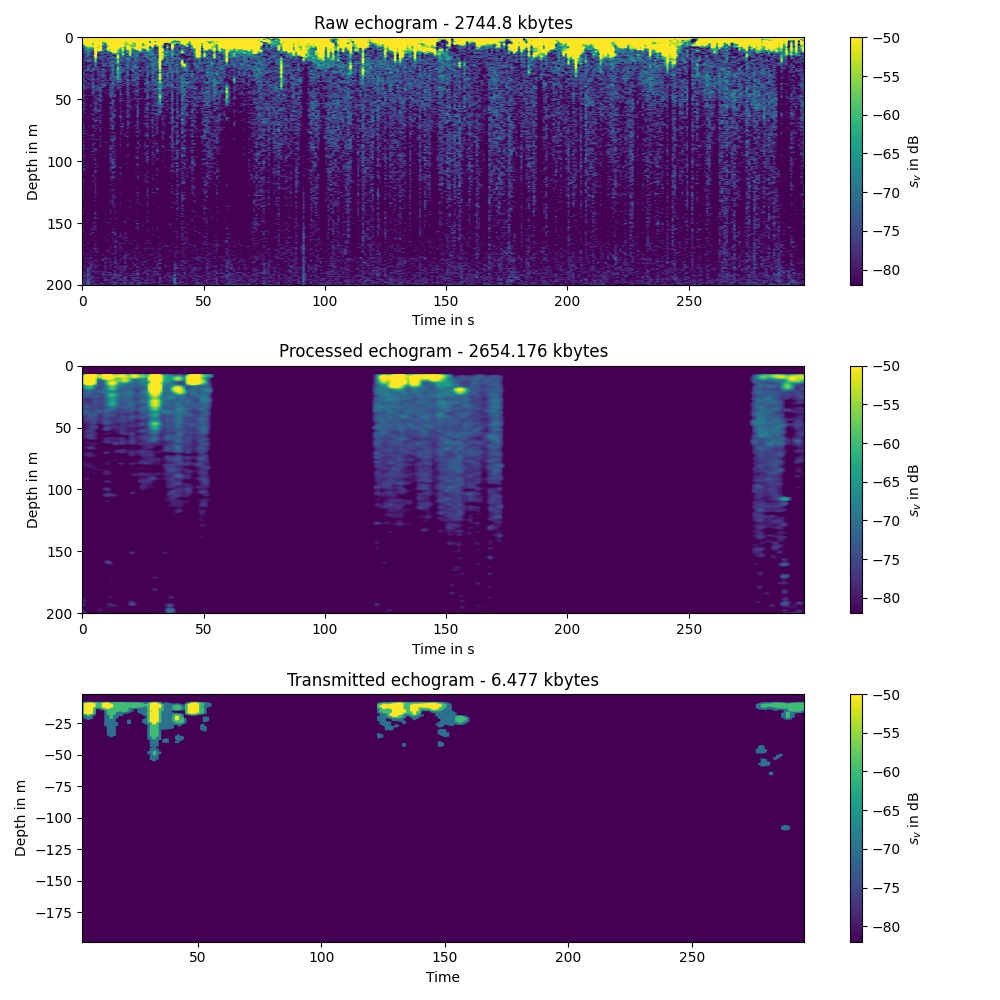 Raw echogram - 2744.8 kbytes
0
50
100
150
200
Depth in m
0 50 100 150 200 250
Time in s
−50
−55
−60
−65
−70
−75
−80
sᵥ in dB
Processed echogram - 2654.176 kbytes
0
50
100
150
200
Depth in m
0 50 100 150 200 250
Time in s
−50
−55
−60
−65
−70
−75
−80
sᵥ in dB
Transmitted echogram - 6.477 kbytes
−25
−50
−75
−100
−125
−150
−175
Depth in m
50 100 150 200 250
Time
−50
−55
−60
−65
−70
−75
−80
sᵥ in dB